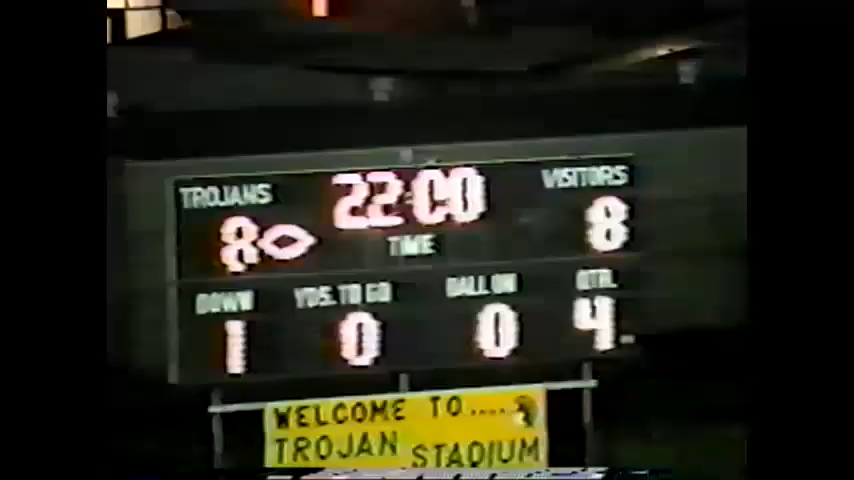 TROJANS 22:00 VISITORS
8 TIME 8
DOWN YDS. TO GO BALL ON QTR.
1 0 0 4
WELCOME TO.....
TROJAN STADIUM